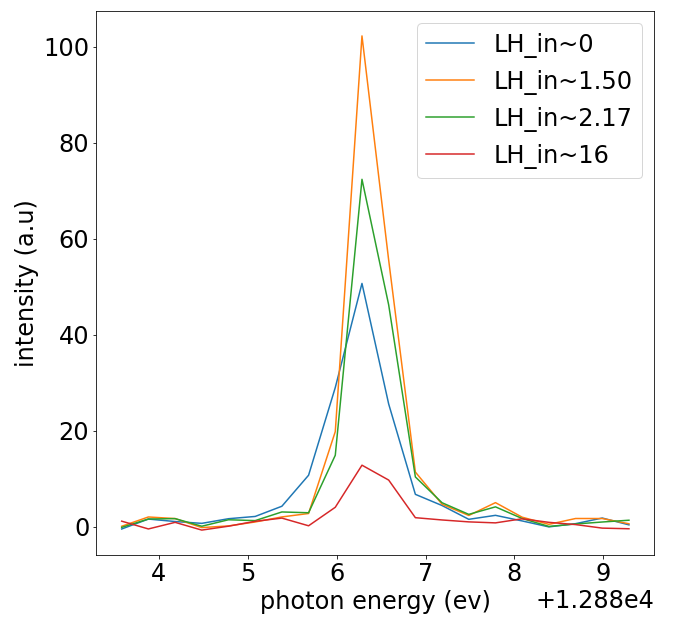 LH_in~0
LH_in~1.50
LH_in~2.17
LH_in~16
100
80
60
40
20
0
intensity (a.u)
4 5 6 7 8 9
photon energy (ev)
+1.288e4